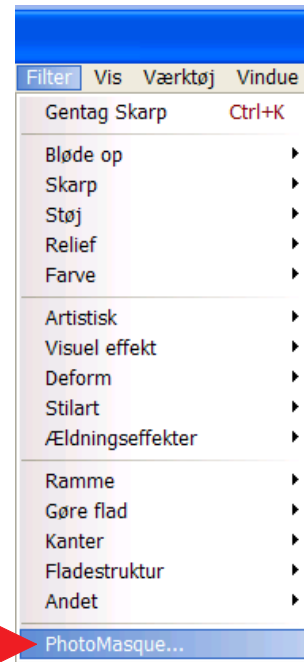 Filter Vis Værktøj Vindue
Gentag Skarp Ctrl+K
Bløde op
Skarp
Støj
Relief
Farve
Artistisk
Visuel effekt
Deform
Stilart
Ældningseffekter
Ramme
Gøre flad
Kanter
Fladestruktur
Andet
PhotoMasque...